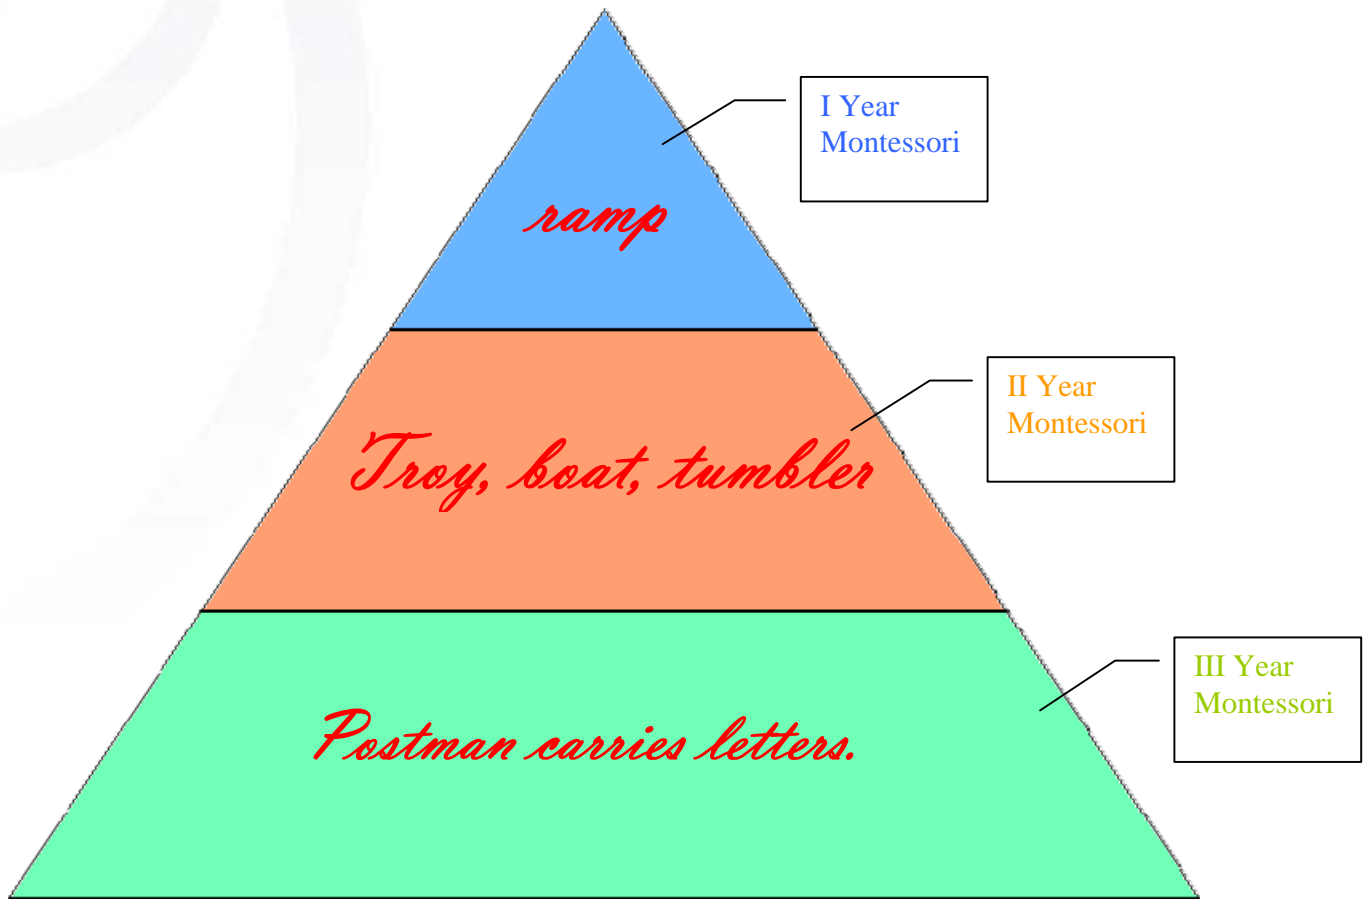 I Year
Montessori
ramp
II Year
Montessori
Troy, boat, tumbler
III Year
Montessori
Postman carries letters.